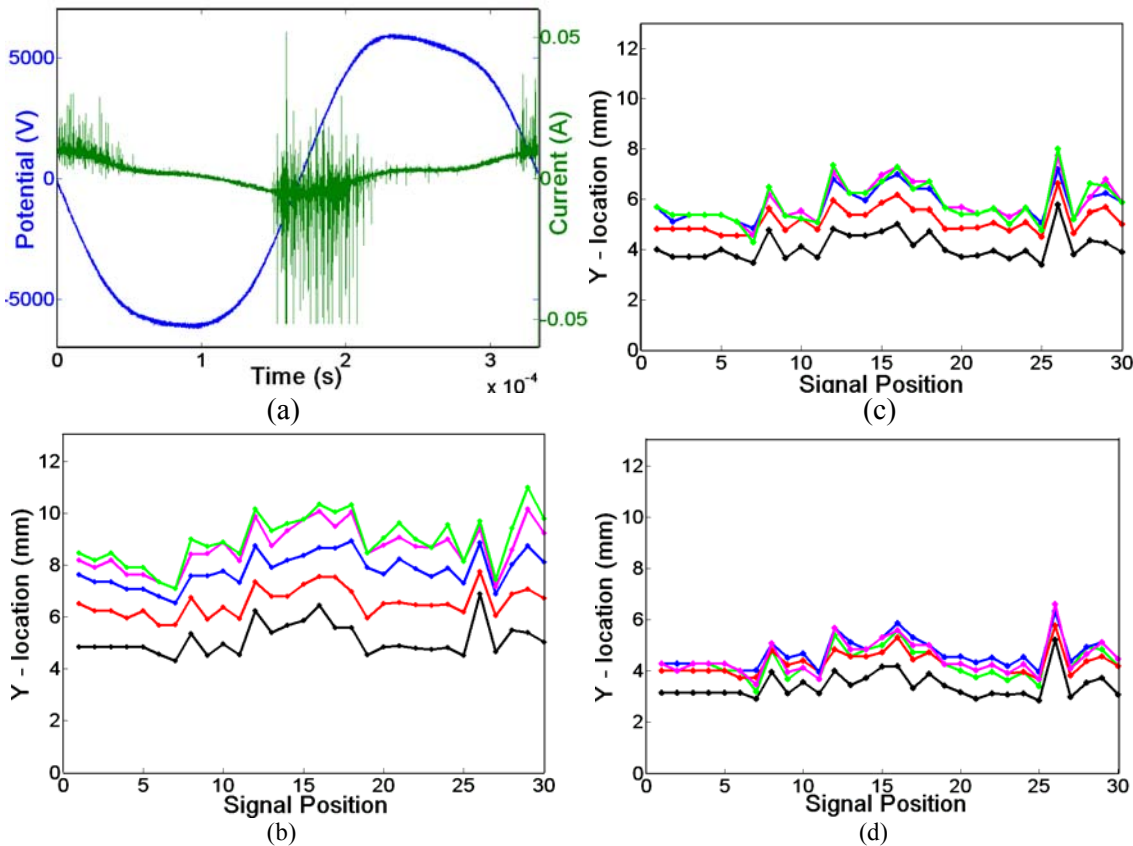 5000
0
-5000
Potential (V)
0.05
0
-0.05
Current (A)
0 1 2 3
Time (s)
x 10⁻⁴
(a)
12
10
8
6
4
2
0
Y - location (mm)
0 5 10 15 20 25 30
Signal Position
(c)
12
10
8
6
4
2
0
Y - location (mm)
0 5 10 15 20 25 30
Signal Position
(b)
12
10
8
6
4
2
0
Y - location (mm)
0 5 10 15 20 25 30
Signal Position
(d)